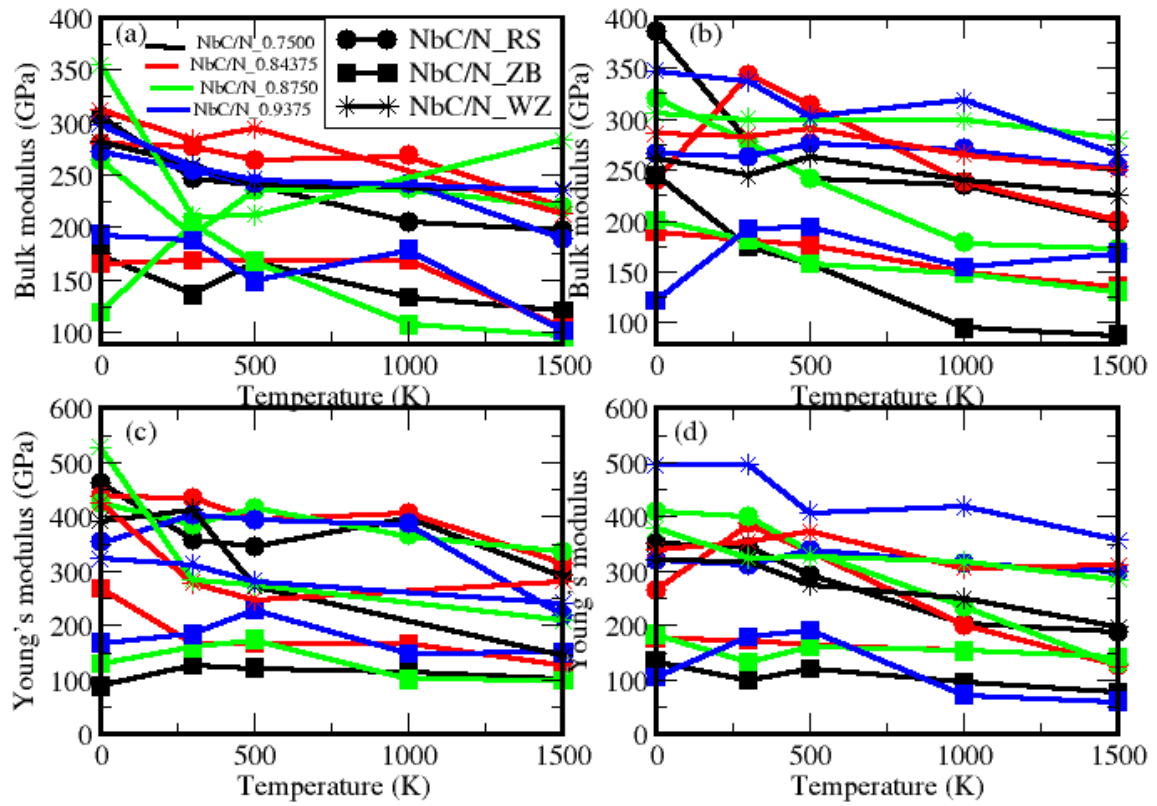 (a)
NbC/N_0.7500
NbC/N_0.84375
NbC/N_0.8750
NbC/N_0.9375
NbC/N_RS
NbC/N_ZB
NbC/N_WZ
400
350
300
250
200
150
100
Bulk modulus (GPa)
0 500 1000 1500
Temperature (K)
(b)
400
350
300
250
200
150
100
Bulk modulus (GPa)
0 500 1000 1500
Temperature (K)
(c)
600
500
400
300
200
100
0
Young's modulus (GPa)
0 500 1000 1500
Temperature (K)
(d)
600
500
400
300
200
100
0
Young's modulus
0 500 1000 1500
Temperature (K)